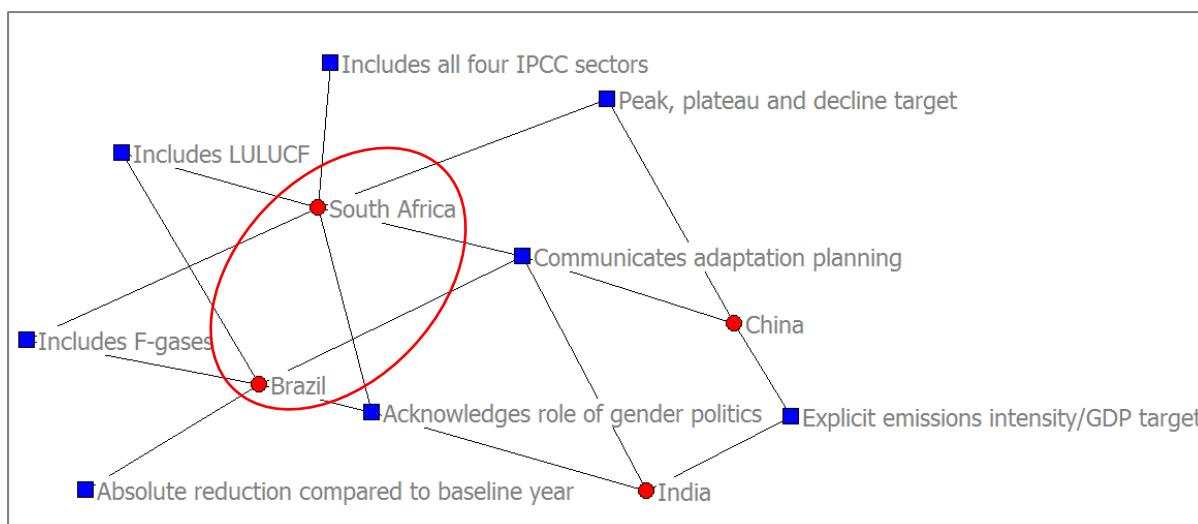 Includes all four IPCC sectors
Peak, plateau and decline target
Includes LULUCF
South Africa
Communicates adaptation planning
China
Includes F-gases
Brazil
Acknowledges role of gender politics
Explicit emissions intensity/GDP target
Absolute reduction compared to baseline year
India